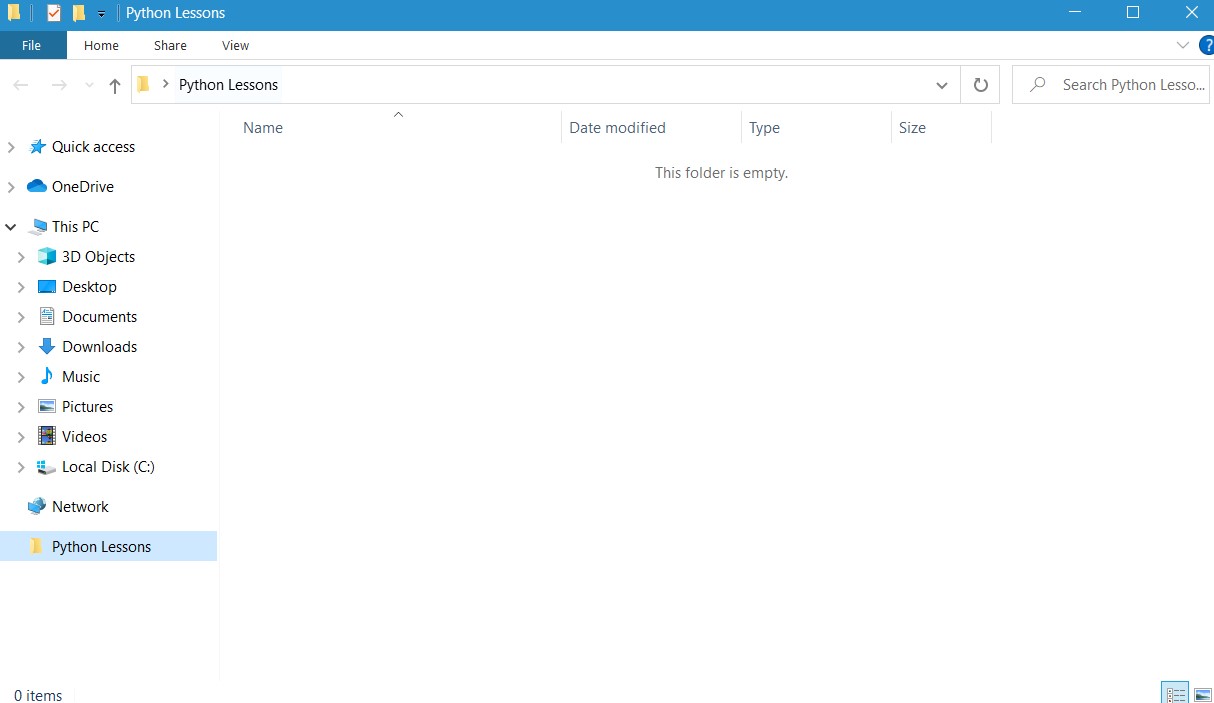 Python Lessons
File Home Share View ?
Python Lessons Search Python Lesso...
Name Date modified Type Size
This folder is empty.
Quick access
OneDrive
This PC
3D Objects
Desktop
Documents
Downloads
Music
Pictures
Videos
Local Disk (C:)
Network
Python Lessons
0 items